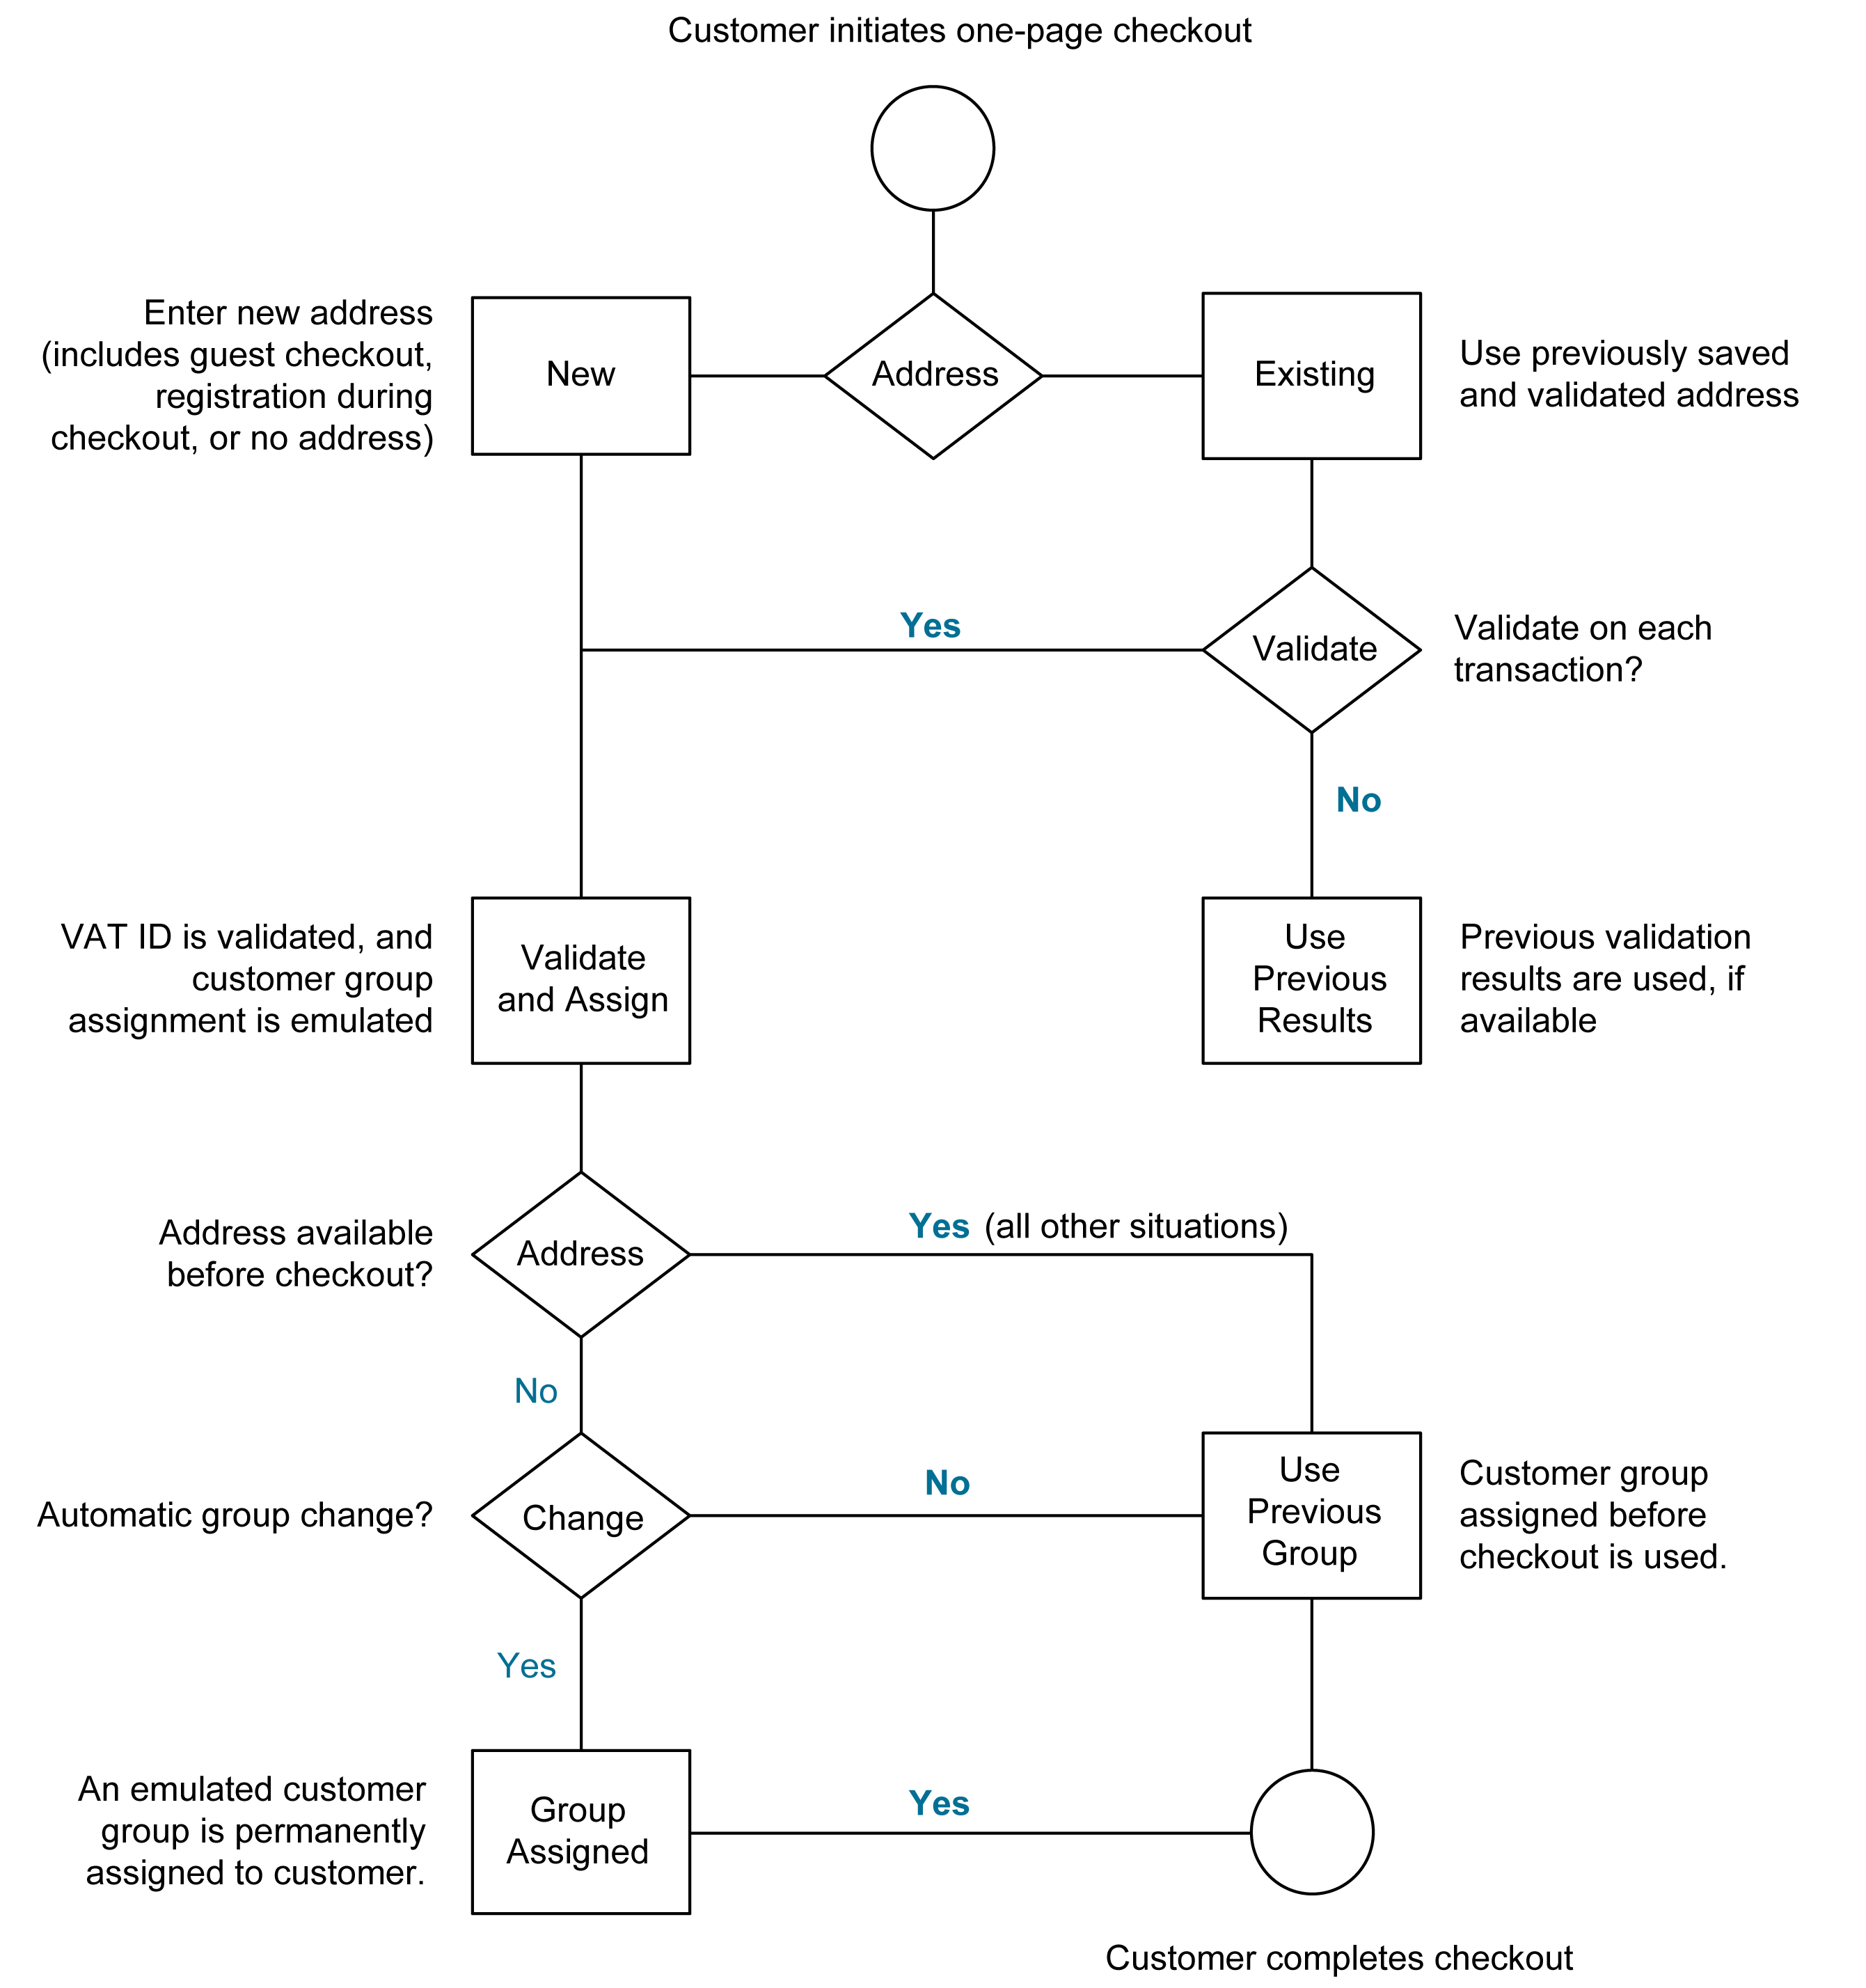 Customer initiates one-page checkout
Enter new address
(includes guest checkout,
registration during
checkout, or no address)
New
Address
Existing
Use previously saved
and validated address
Yes
Validate
Validate on each
transaction?
No
VAT ID is validated, and
customer group
assignment is emulated
Validate
and Assign
Use
Previous
Results
Previous validation
results are used, if
available
Address available
before checkout?
Address
Yes (all other situations)
No
Automatic group change?
Change
No
Use
Previous
Group
Customer group
assigned before
checkout is used.
Yes
An emulated customer
group is permanently
assigned to customer.
Group
Assigned
Yes
Customer completes checkout